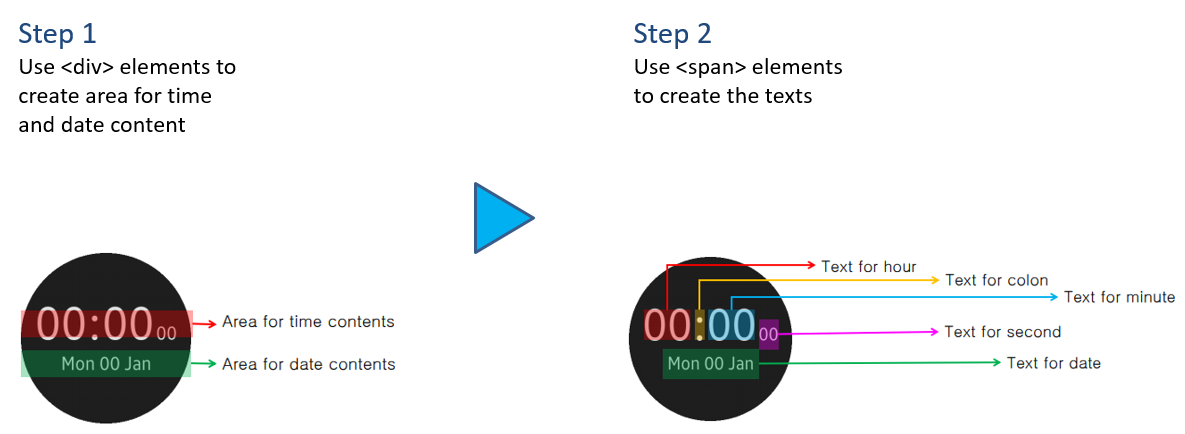 Step 1
Use <div> elements to
create area for time
and date content
00:00 00
Mon 00 Jan
Area for time contents
Area for date contents
Step 2
Use <span> elements
to create the texts
00:00 00
Mon 00 Jan
Text for hour
Text for colon
Text for minute
Text for second
Text for date